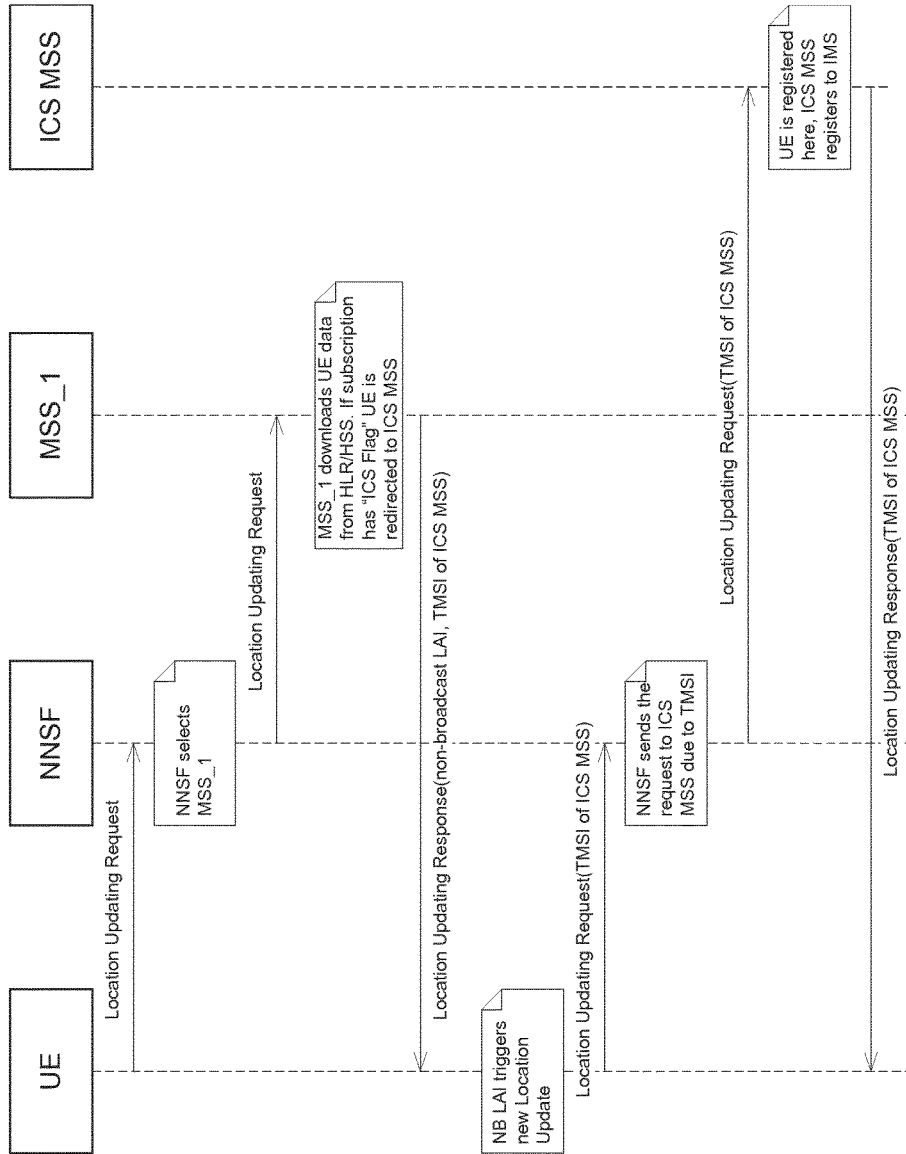 UE
NNSF
MSS_1
ICS MSS
Location Updating Request
NNSF selects
MSS_1
Location Updating Request
MSS_1 downloads UE data
from HLR/HSS. If subscription
has "ICS Flag" UE is
redirected to ICS MSS
Location Updating Response(non-broadcast LAI, TMSI of ICS MSS)
NB LAI triggers
new Location
Update
Location Updating Request(TMSI of ICS MSS)
NNSF sends the
request to ICS
MSS due to TMSI
Location Updating Request(TMSI of ICS MSS)
UE is registered
here, ICS MSS
registers to IMS
Location Updating Response(TMSI of ICS MSS)